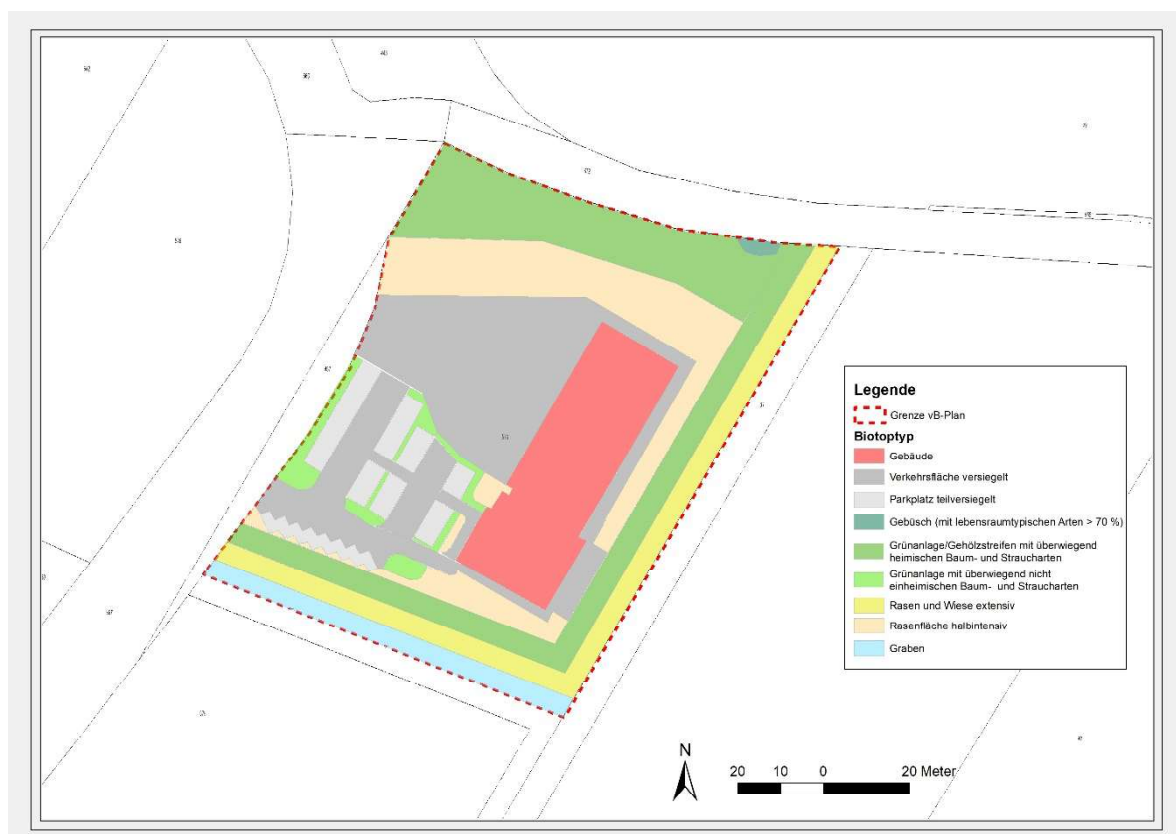 Legende
Grenze vB-Plan
Biotoptyp
Gebäude
Verkehrsfläche versiegelt
Parkplatz teilversiegelt
Gebüsch (mit lebensraumtypischen Arten > 70 %)
Grünanlage/Gehölzstreifen mit überwiegend
heimischen Baum- und Straucharten
Grünanlage mit überwiegend nicht
einheimischen Baum- und Straucharten
Rasen und Wiese extensiv
Rasenfläche halbintensiv
Graben
N
20 10 0 20 Meter